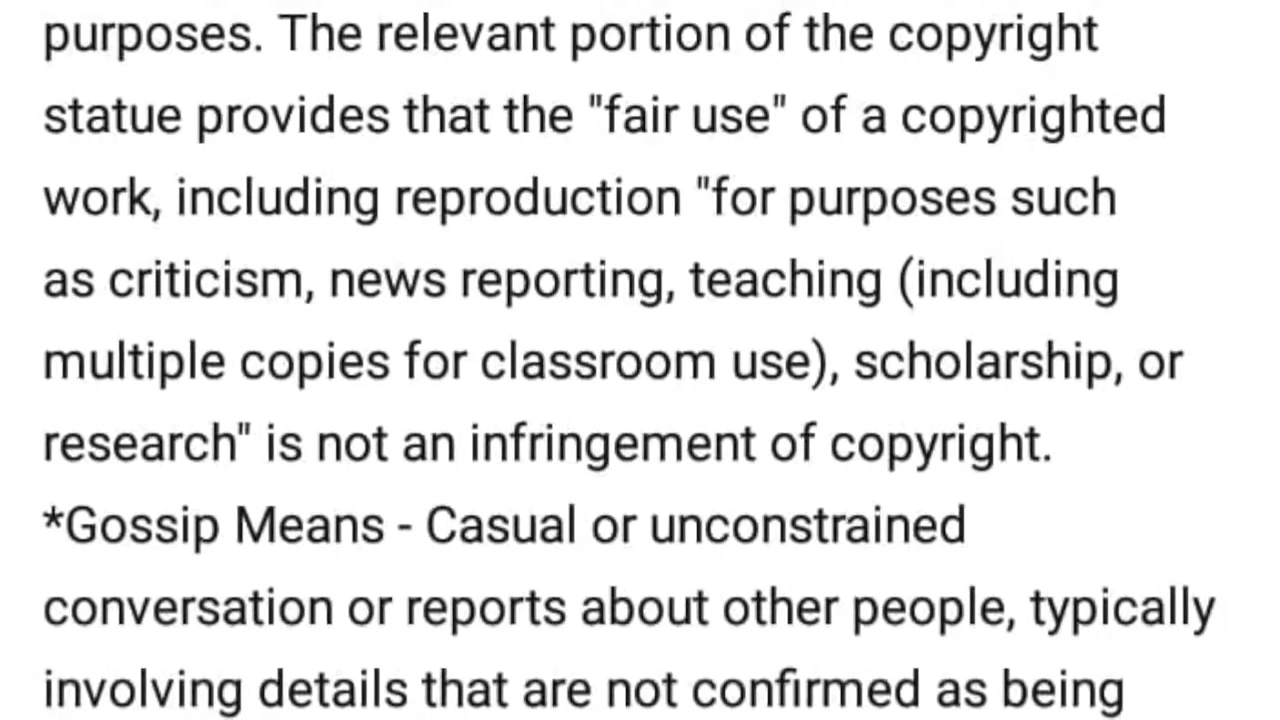 purposes. The relevant portion of the copyright
statue provides that the "fair use" of a copyrighted
work, including reproduction "for purposes such
as criticism, news reporting, teaching (including
multiple copies for classroom use), scholarship, or
research" is not an infringement of copyright.
*Gossip Means - Casual or unconstrained
conversation or reports about other people, typically
involving details that are not confirmed as being